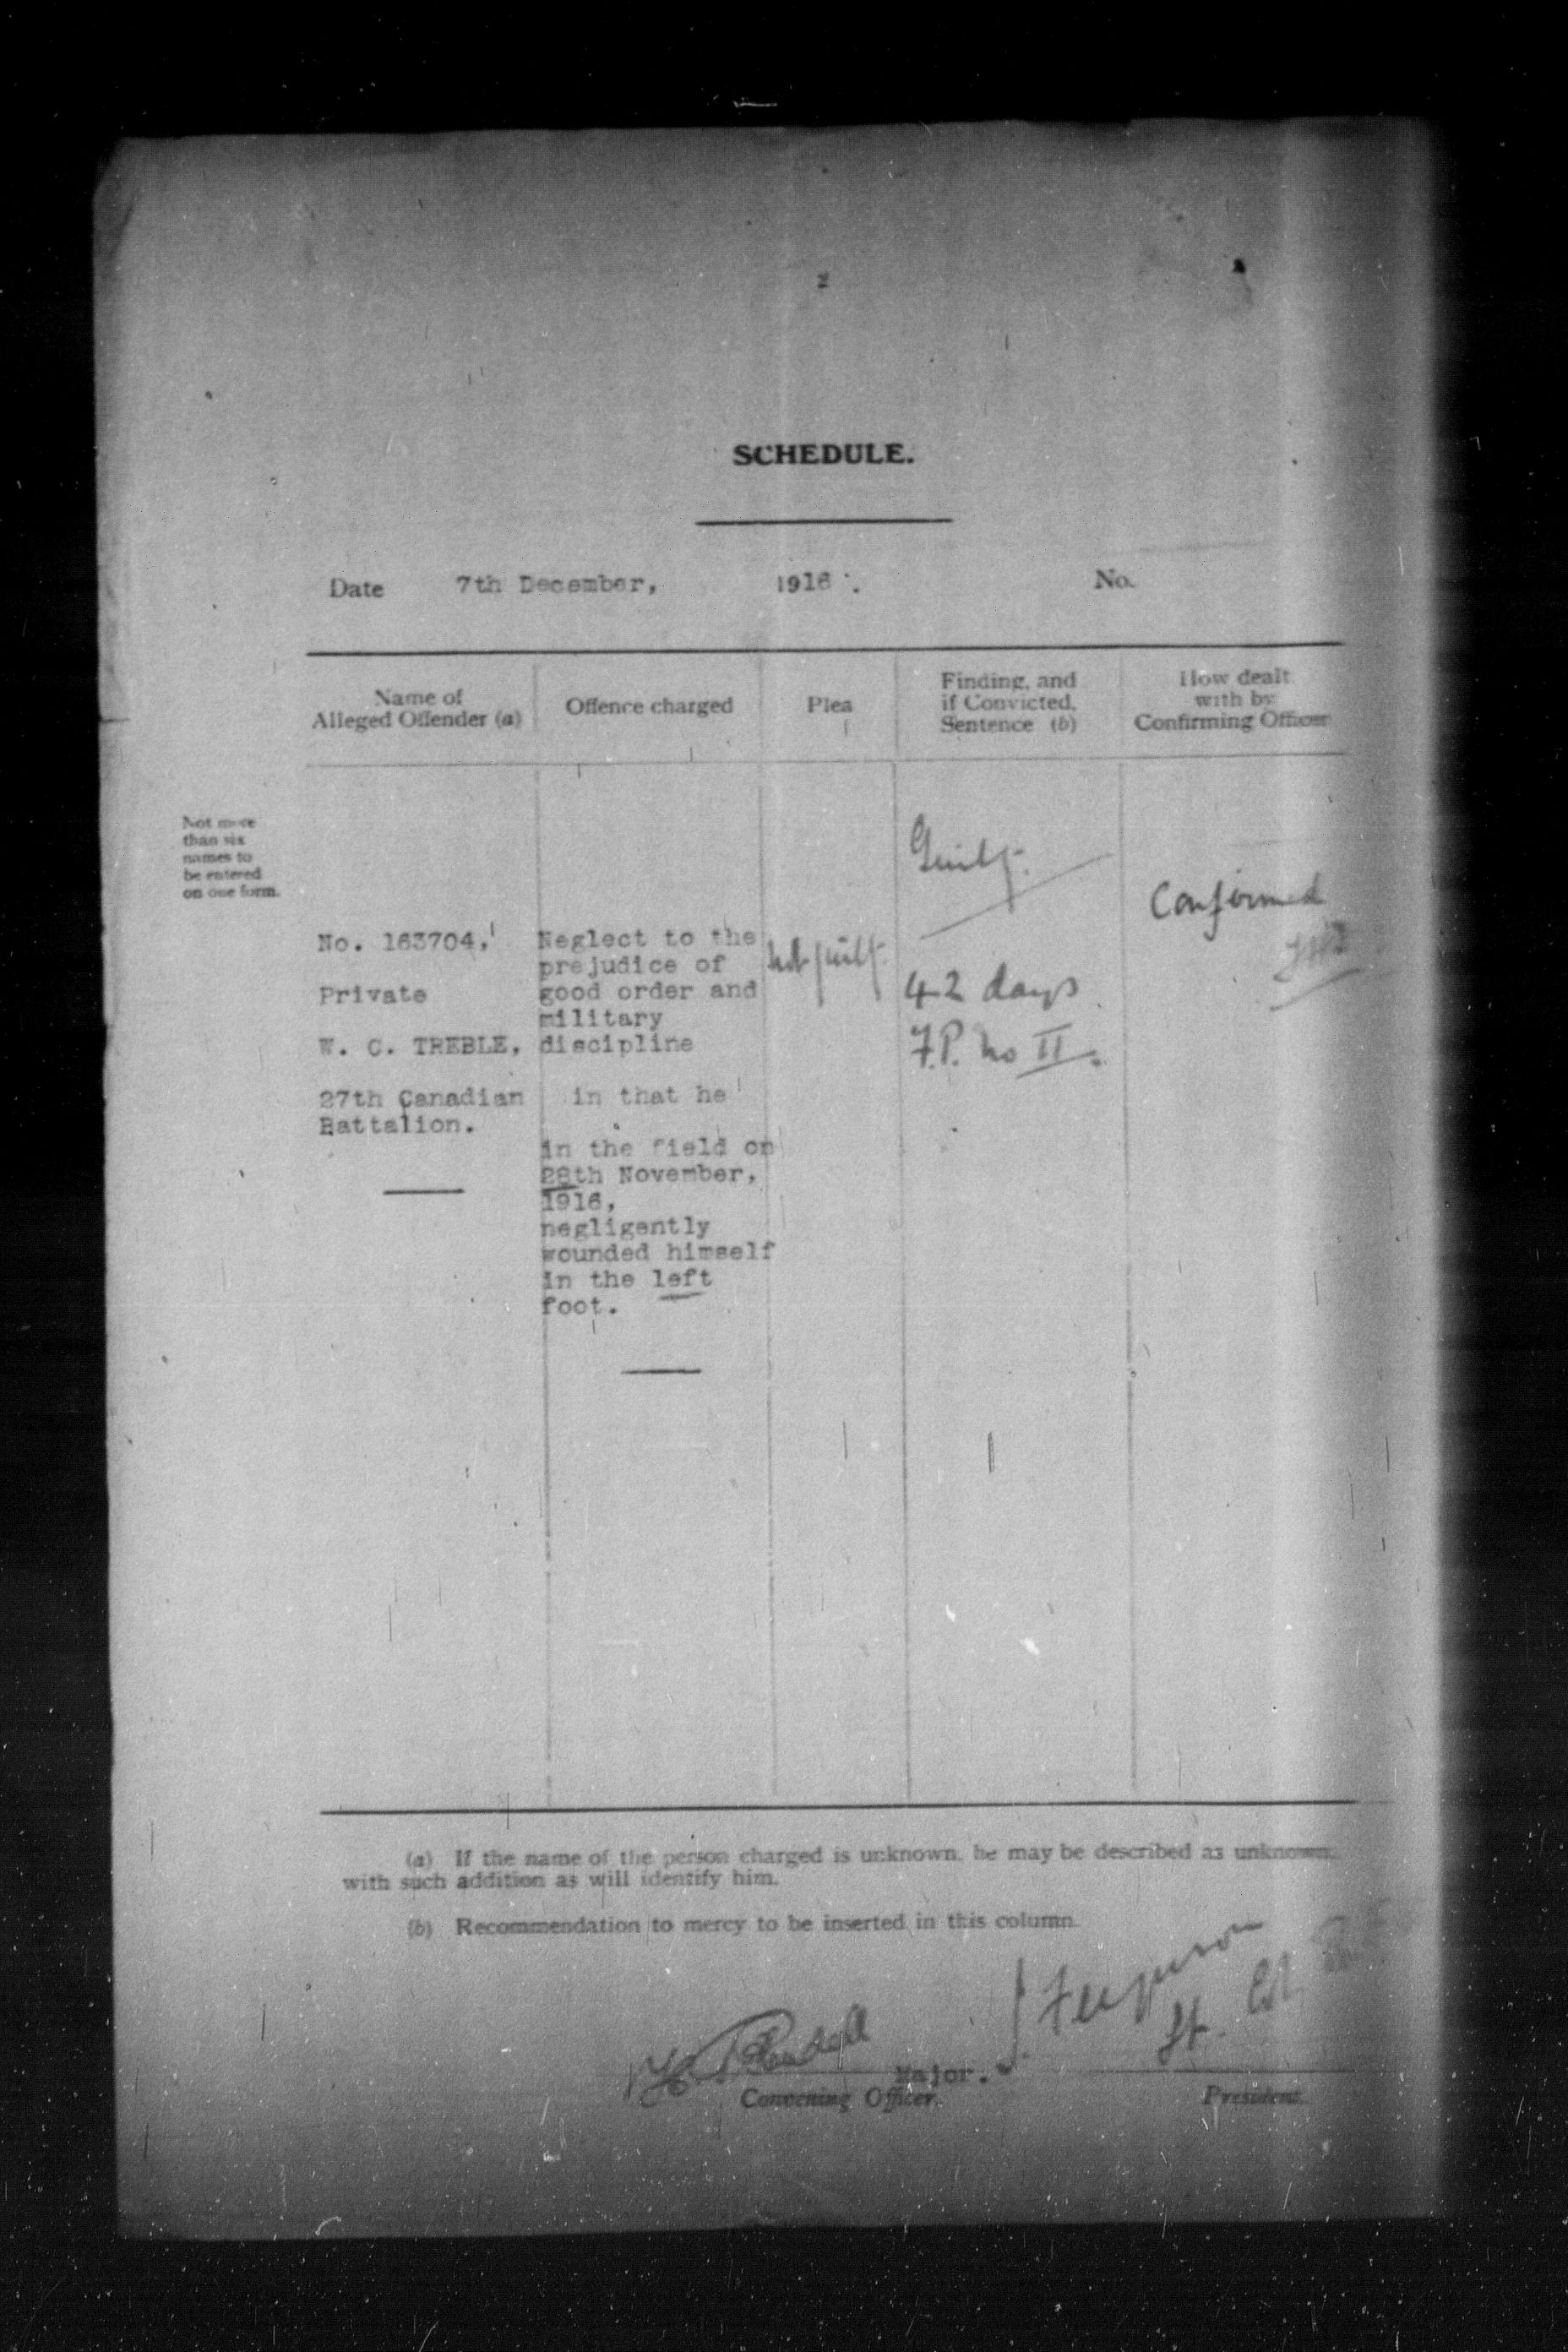 SCHEDULE.
Date 7th December, 1916. No.
Name of
Alleged Offender (a)
Offence charged
Plea
Finding, and
if Convicted,
Sentence (b)
How dealt
with by
Confirming Officer
Not more
than six
names to
be entered
on one form.
No. 163704,
Private
W. C. TREBLE,
27th Canadian
Battalion.
Neglect to the
prejudice of
good order and
military
discipline
in that he
in the field on
28th November,
1916,
negligently
wounded himself
in the left
foot.
Not guilty.
Guilty.
42 days
F.P. No II.
Confirmed
(a) If the name of the person charged is unknown, he may be described as unknown,
with such addition as will identify him.
(b) Recommendation to mercy to be inserted in this column.
Major.
Convening Officer.
J. Ferguson
Lt. Col.
President.